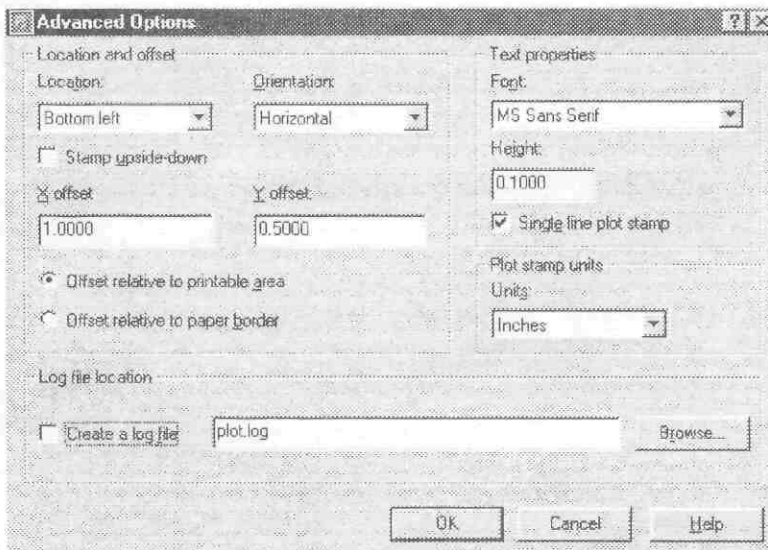 Advanced Options
Location and offset
Location:
Orientation:
Bottom left
Horizontal
Stamp upside-down
X offset
Y offset
1.0000
0.5000
Offset relative to printable area
Offset relative to paper border
Text properties
Font:
MS Sans Serif
Height:
0.1000
Single line plot stamp
Plot stamp units
Units:
Inches
Log file location
Create a log file
plot.log
Browse...
OK
Cancel
Help